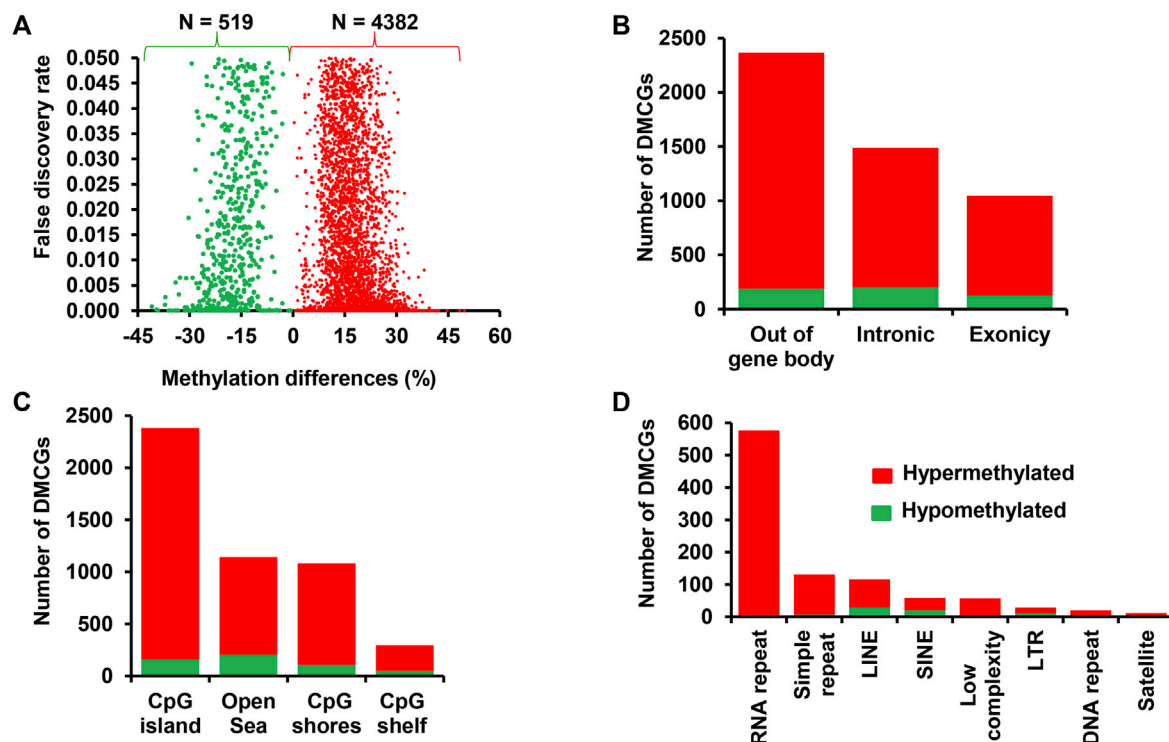 A
N = 519
N = 4382
False discovery rate
0.050
0.045
0.040
0.035
0.030
0.025
0.020
0.015
0.010
0.005
0.000
-45
-30
-15
0
15
30
45
60
Methylation differences (%)
B
Number of DMCGs
2500
2000
1500
1000
500
0
Out of
gene body
Intronic
Exonicy
C
Number of DMCGs
2500
2000
1500
1000
500
0
CpG
island
Open
Sea
CpG
shores
CpG
shelf
D
Number of DMCGs
600
500
400
300
200
100
0
Hypermethylated
Hypomethylated
RNA repeat
Simple
repeat
LINE
SINE
Low
complexity
LTR
DNA repeat
Satellite